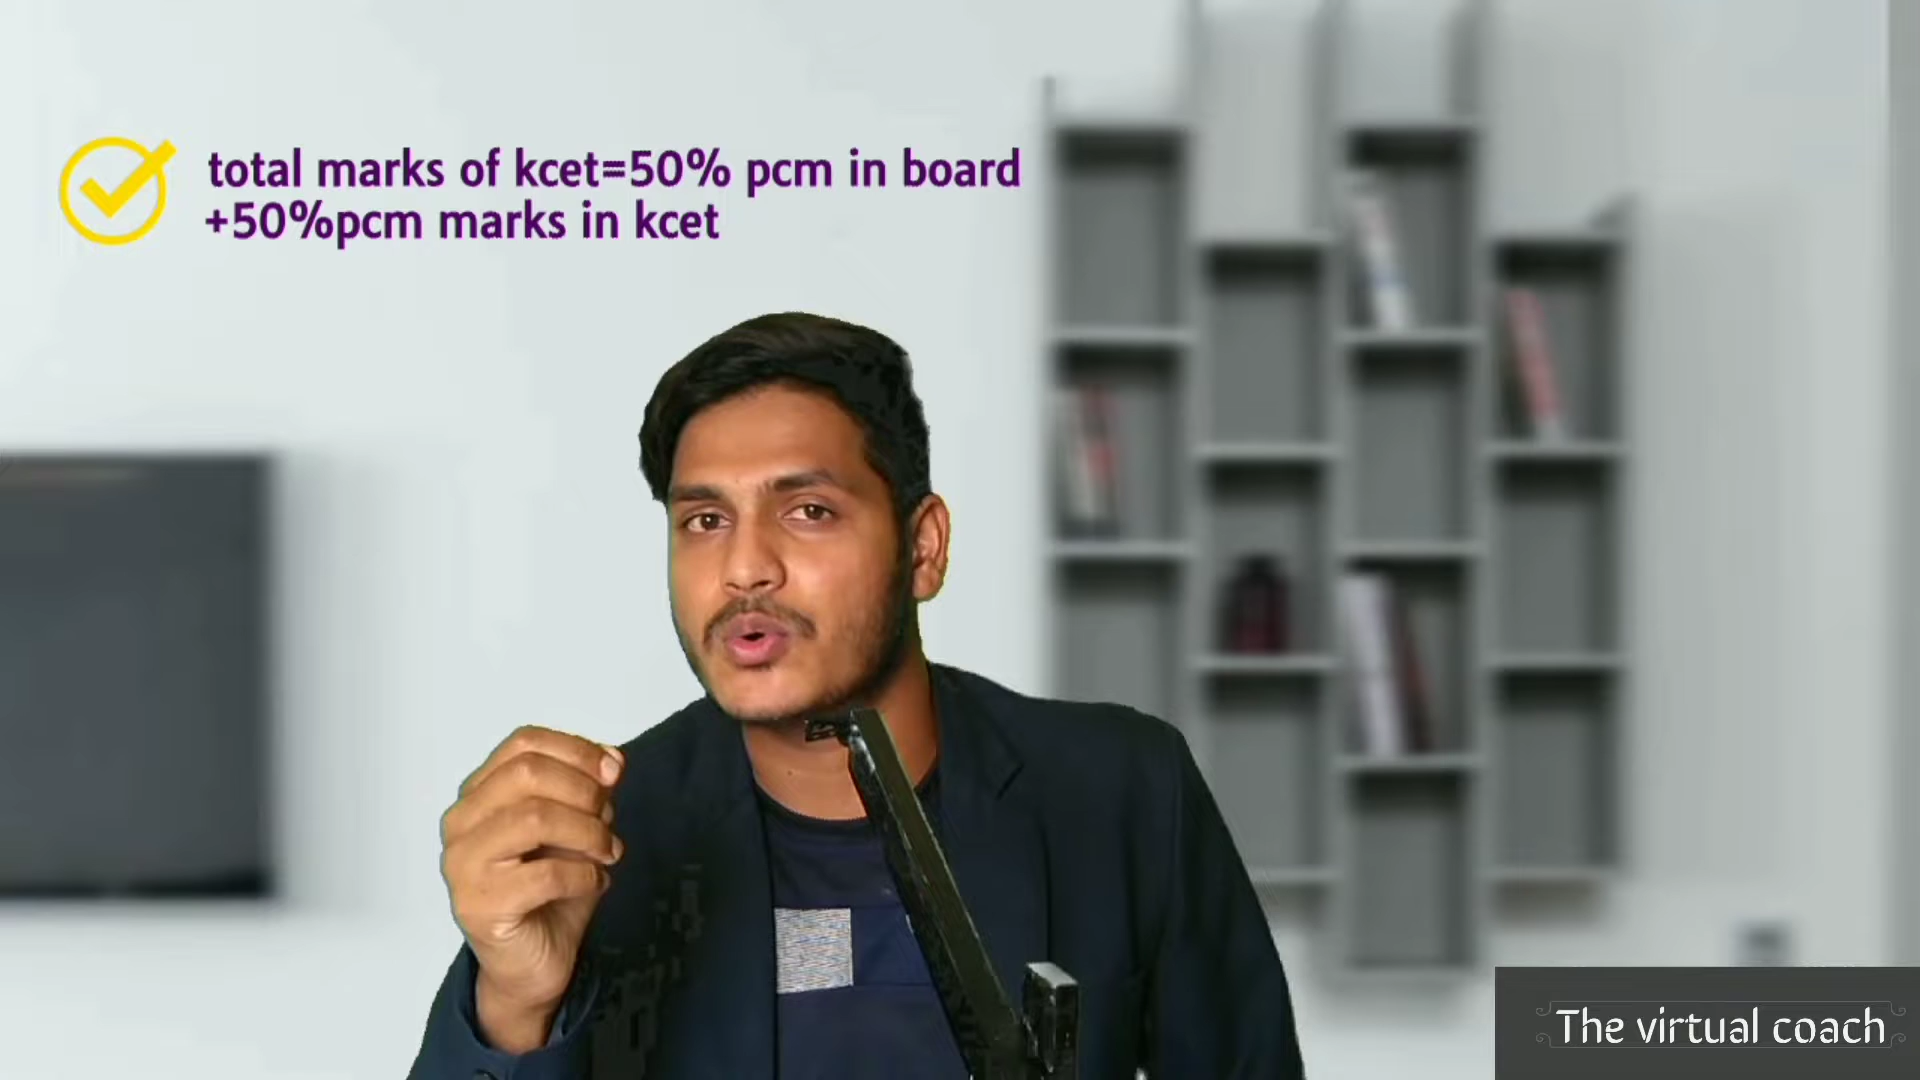 total marks of kcet=50% pcm in board
+50%pcm marks in kcet
The virtual coach